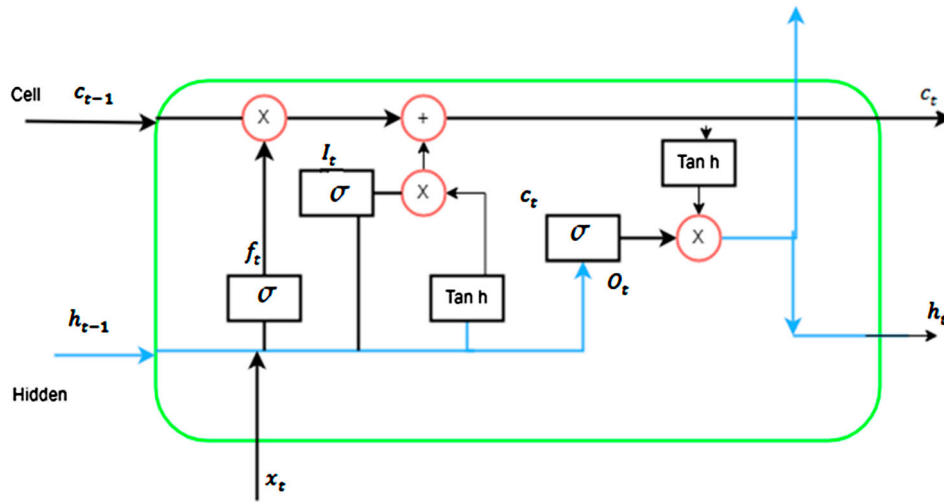 Cell
c_{t-1}
c_t
X
+
I_t
σ
X
Tan h
c_t
σ
X
f_t
σ
Tan h
O_t
h_{t-1}
h_t
Hidden
x_t